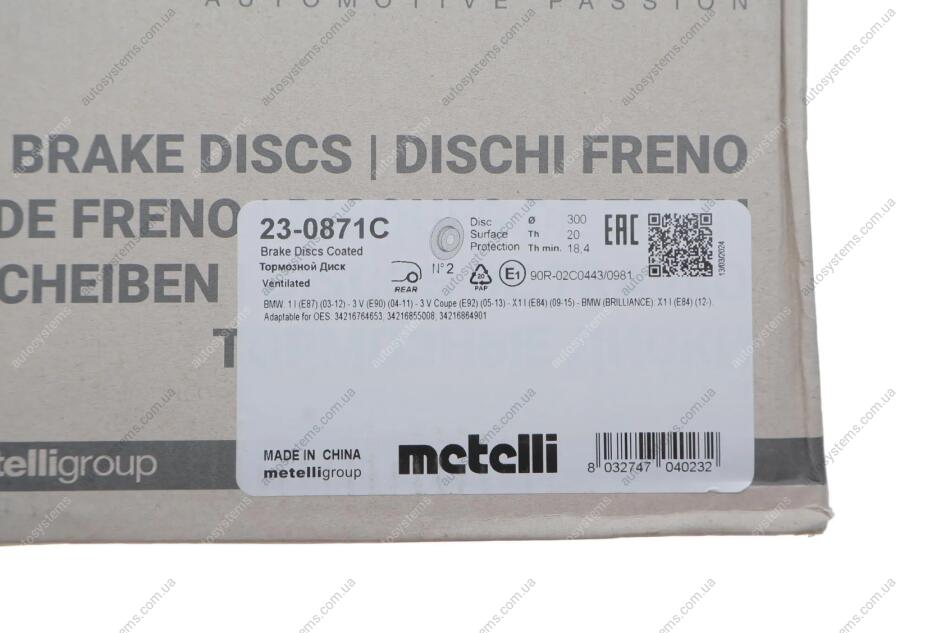 AUTOMOTIVE PASSION
BRAKE DISCS | DISCHI FRENO
DE FRENO
SCHEIBEN
23-0871C
Brake Discs Coated
Тормозной Диск
Ventilated
REAR
N°2
Disc
Surface
Protection
ø 300
Th 20
Th min. 18,4
20
PAP
EAC
E1 90R-02C0443/0981
13/03/2024
BMW: 1 I (E87) (03-12) - 3 V (E90) (04-11) - 3 V Coupe (E92) (05-13) - X1 I (E84) (09-15) - BMW (BRILLIANCE): X1 I (E84) (12-).
Adaptable for OES: 34216764653; 34216855008; 34216864901
MADE IN CHINA
metelligroup
metelli
8 032747 040232
telligroup
autosystems.com.ua